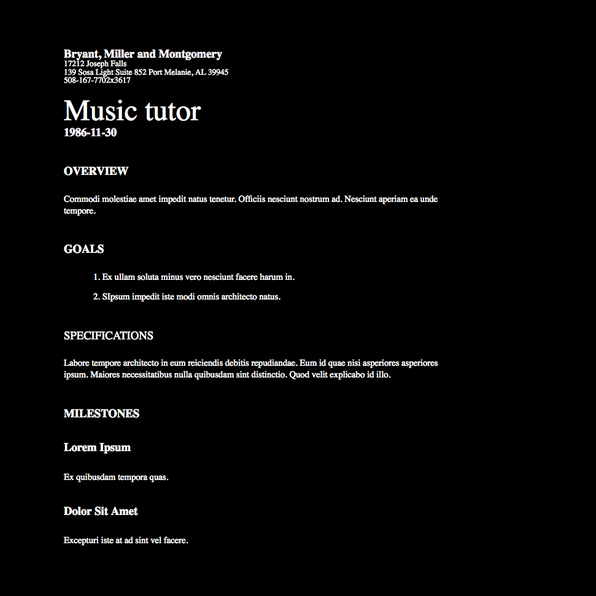 Bryant, Miller and Montgomery
17212 Joseph Falls
139 Sosa Light Suite 852 Port Melanie, AL 39945
508-167-7702x3617
Music tutor
1986-11-30
OVERVIEW
Commodi molestiae amet impedit natus tenetur. Officiis nesciunt nostrum ad. Nesciunt aperiam ea unde
tempore.
GOALS
1. Ex ullam soluta minus vero nesciunt facere harum in.
2. SIpsum impedit iste modi omnis architecto natus.
SPECIFICATIONS
Labore tempore architecto in eum reiciendis debitis repudiandae. Eum id quae nisi asperiores asperiores
ipsum. Maiores necessitatibus nulla quibusdam sint distinctio. Quod velit explicabo id illo.
MILESTONES
Lorem Ipsum
Ex quibusdam tempora quas.
Dolor Sit Amet
Excepturi iste at ad sint vel facere.